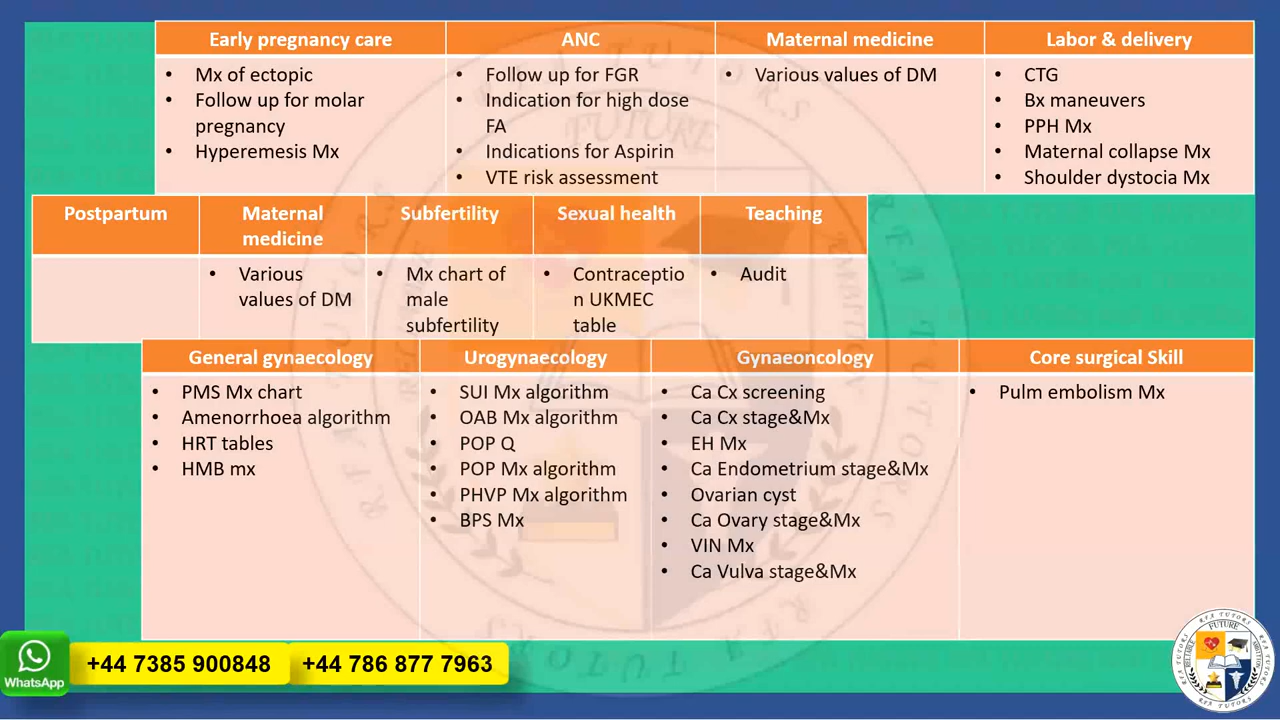 Early pregnancy care
ANC
Maternal medicine
Labor & delivery
• Mx of ectopic
• Follow up for molar
pregnancy
• Hyperemesis Mx
• Follow up for FGR
• Indication for high dose
FA
• Indications for Aspirin
• VTE risk assessment
• Various values of DM
• CTG
• Bx maneuvers
• PPH Mx
• Maternal collapse Mx
• Shoulder dystocia Mx
Postpartum
Maternal
medicine
Subfertility
Sexual health
Teaching
• Various
values of DM
• Mx chart of
male
subfertility
• Contraceptio
n UKMEC
table
• Audit
General gynaecology
Urogynaecology
Gynaeoncology
Core surgical Skill
• PMS Mx chart
• Amenorrhoea algorithm
• HRT tables
• HMB mx
• SUI Mx algorithm
• OAB Mx algorithm
• POP Q
• POP Mx algorithm
• PHVP Mx algorithm
• BPS Mx
• Ca Cx screening
• Ca Cx stage&Mx
• EH Mx
• Ca Endometrium stage&Mx
• Ovarian cyst
• Ca Ovary stage&Mx
• VIN Mx
• Ca Vulva stage&Mx
• Pulm embolism Mx
WhatsApp
+44 7385 900848
+44 786 877 7963
RFA TUTORS
FUTURE
RELIABLE
AMBITION
RFA TUTORS